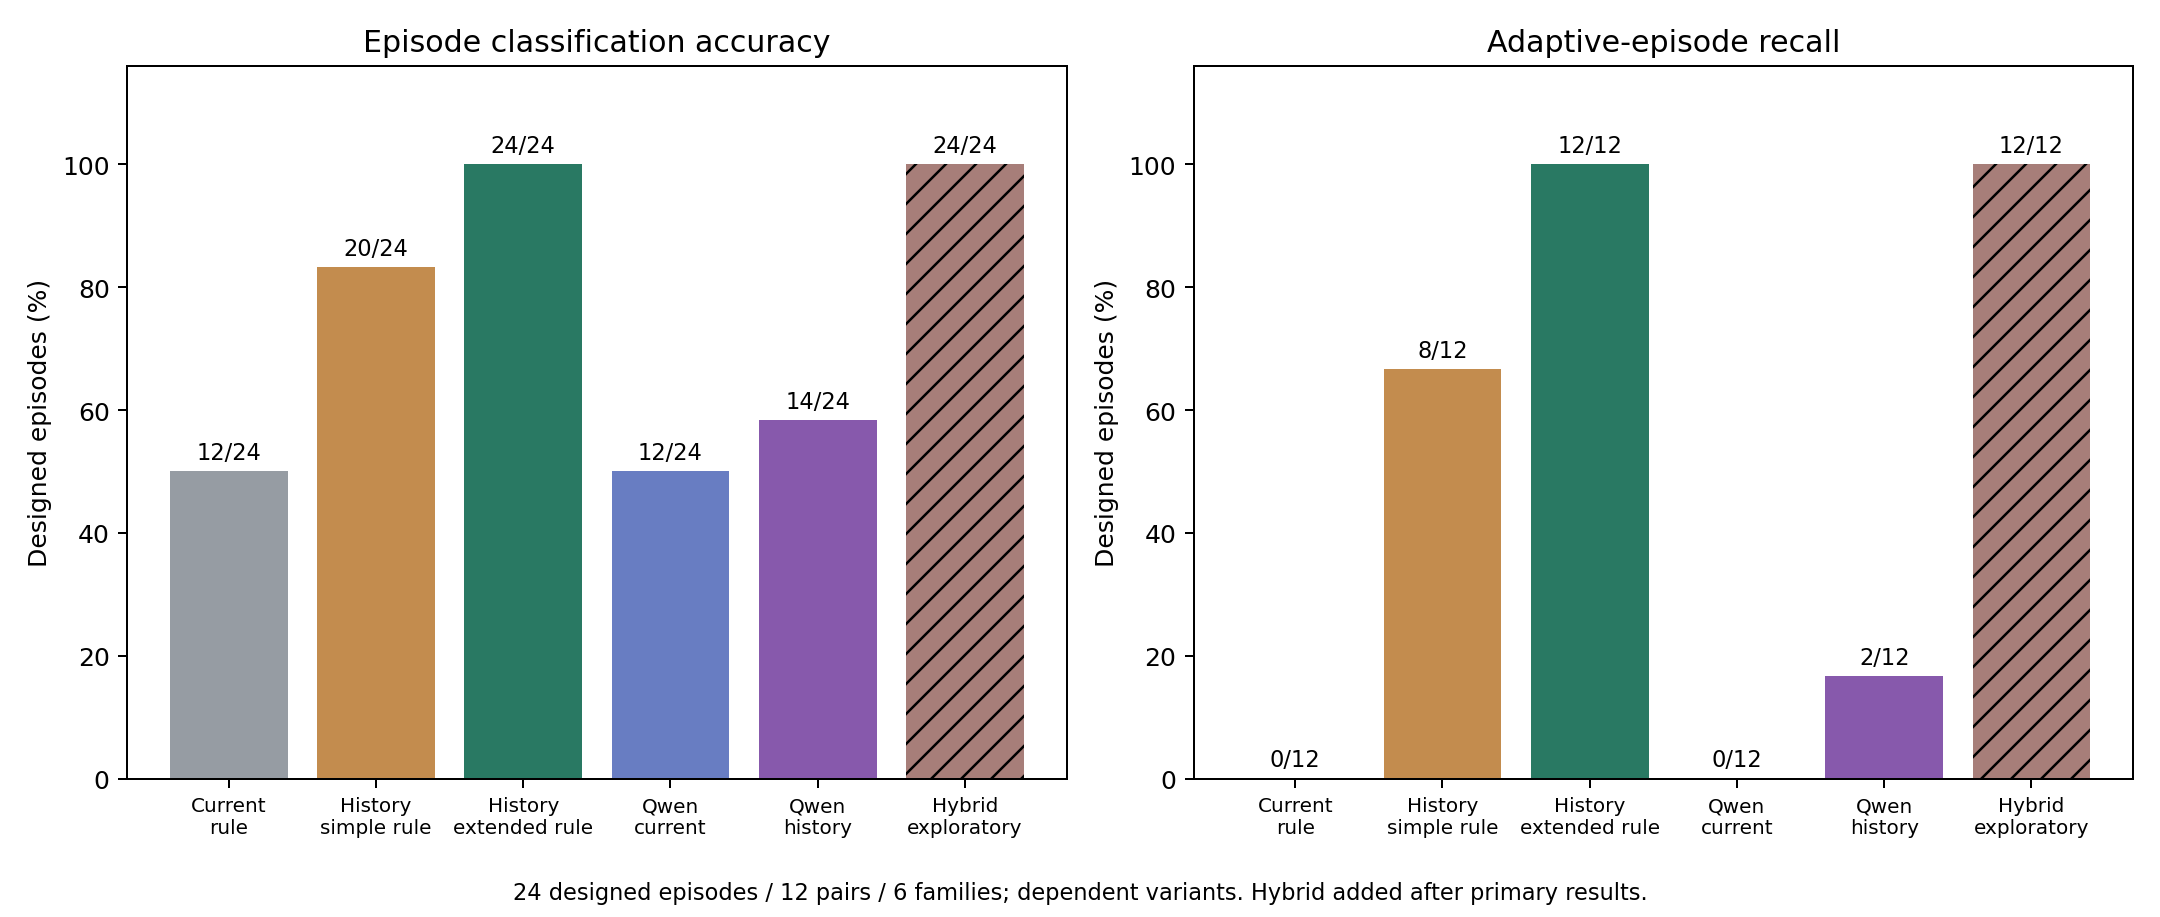 Episode classification accuracy
Designed episodes (%)
100
80
60
40
20
0
12/24
20/24
24/24
12/24
14/24
24/24
Current
rule
History
simple rule
History
extended rule
Qwen
current
Qwen
history
Hybrid
exploratory
Adaptive-episode recall
Designed episodes (%)
100
80
60
40
20
0
0/12
8/12
12/12
0/12
2/12
12/12
Current
rule
History
simple rule
History
extended rule
Qwen
current
Qwen
history
Hybrid
exploratory
24 designed episodes / 12 pairs / 6 families; dependent variants. Hybrid added after primary results.